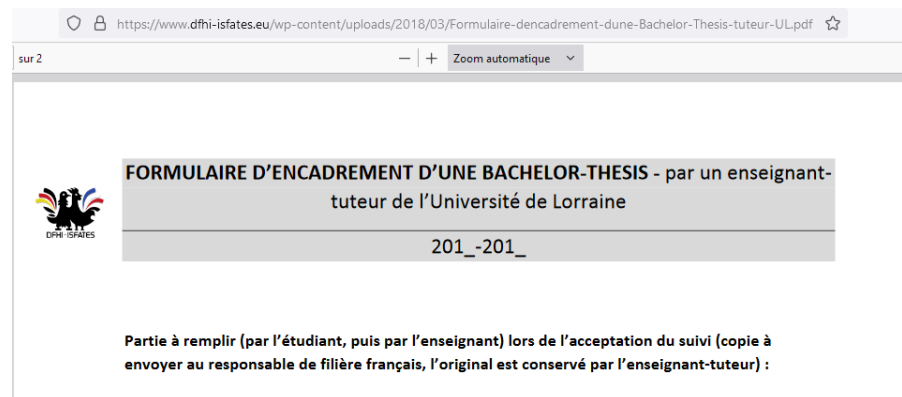 https://www.dfhi-isfates.eu/wp-content/uploads/2018/03/Formulaire-dencadrement-dune-Bachelor-Thesis-tuteur-UL.pdf
sur 2
Zoom automatique
FORMULAIRE D'ENCADREMENT D'UNE BACHELOR-THESIS - par un enseignant-
tuteur de l'Université de Lorraine
DFHI-ISFATES
201_-201_
Partie à remplir (par l'étudiant, puis par l'enseignant) lors de l'acceptation du suivi (copie à
envoyer au responsable de filière français, l'original est conservé par l'enseignant-tuteur) :